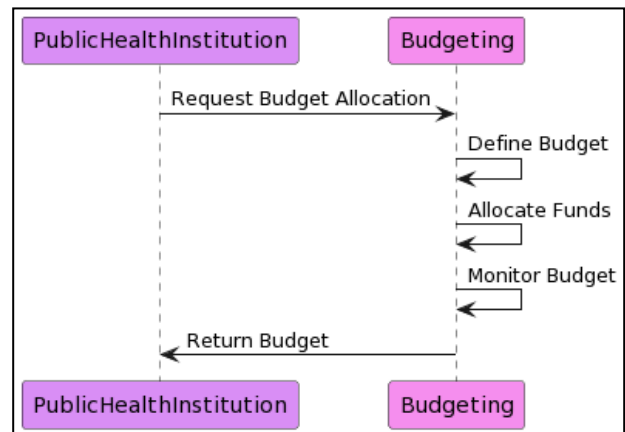 PublicHealthInstitution
Budgeting
Request Budget Allocation
Define Budget
Allocate Funds
Monitor Budget
Return Budget
PublicHealthInstitution
Budgeting